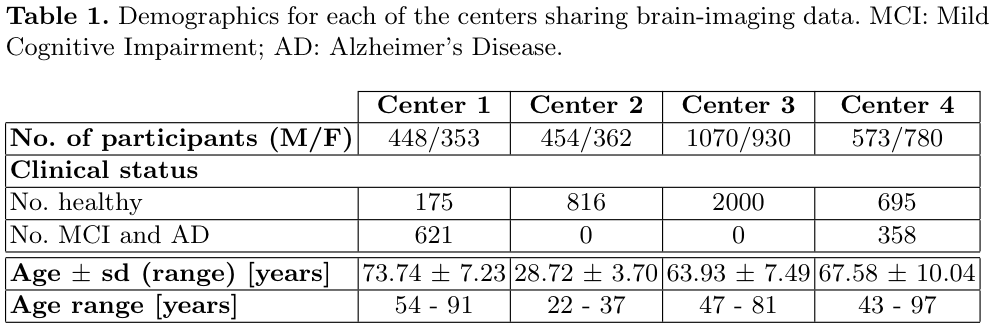 Table 1. Demographics for each of the centers sharing brain-imaging data. MCI: Mild
Cognitive Impairment; AD: Alzheimer's Disease.
Center 1 Center 2 Center 3 Center 4
No. of participants (M/F) 448/353 454/362 1070/930 573/780
Clinical status
No. healthy 175 816 2000 695
No. MCI and AD 621 0 0 358
Age ± sd (range) [years] 73.74 ± 7.23 28.72 ± 3.70 63.93 ± 7.49 67.58 ± 10.04
Age range [years] 54 - 91 22 - 37 47 - 81 43 - 97